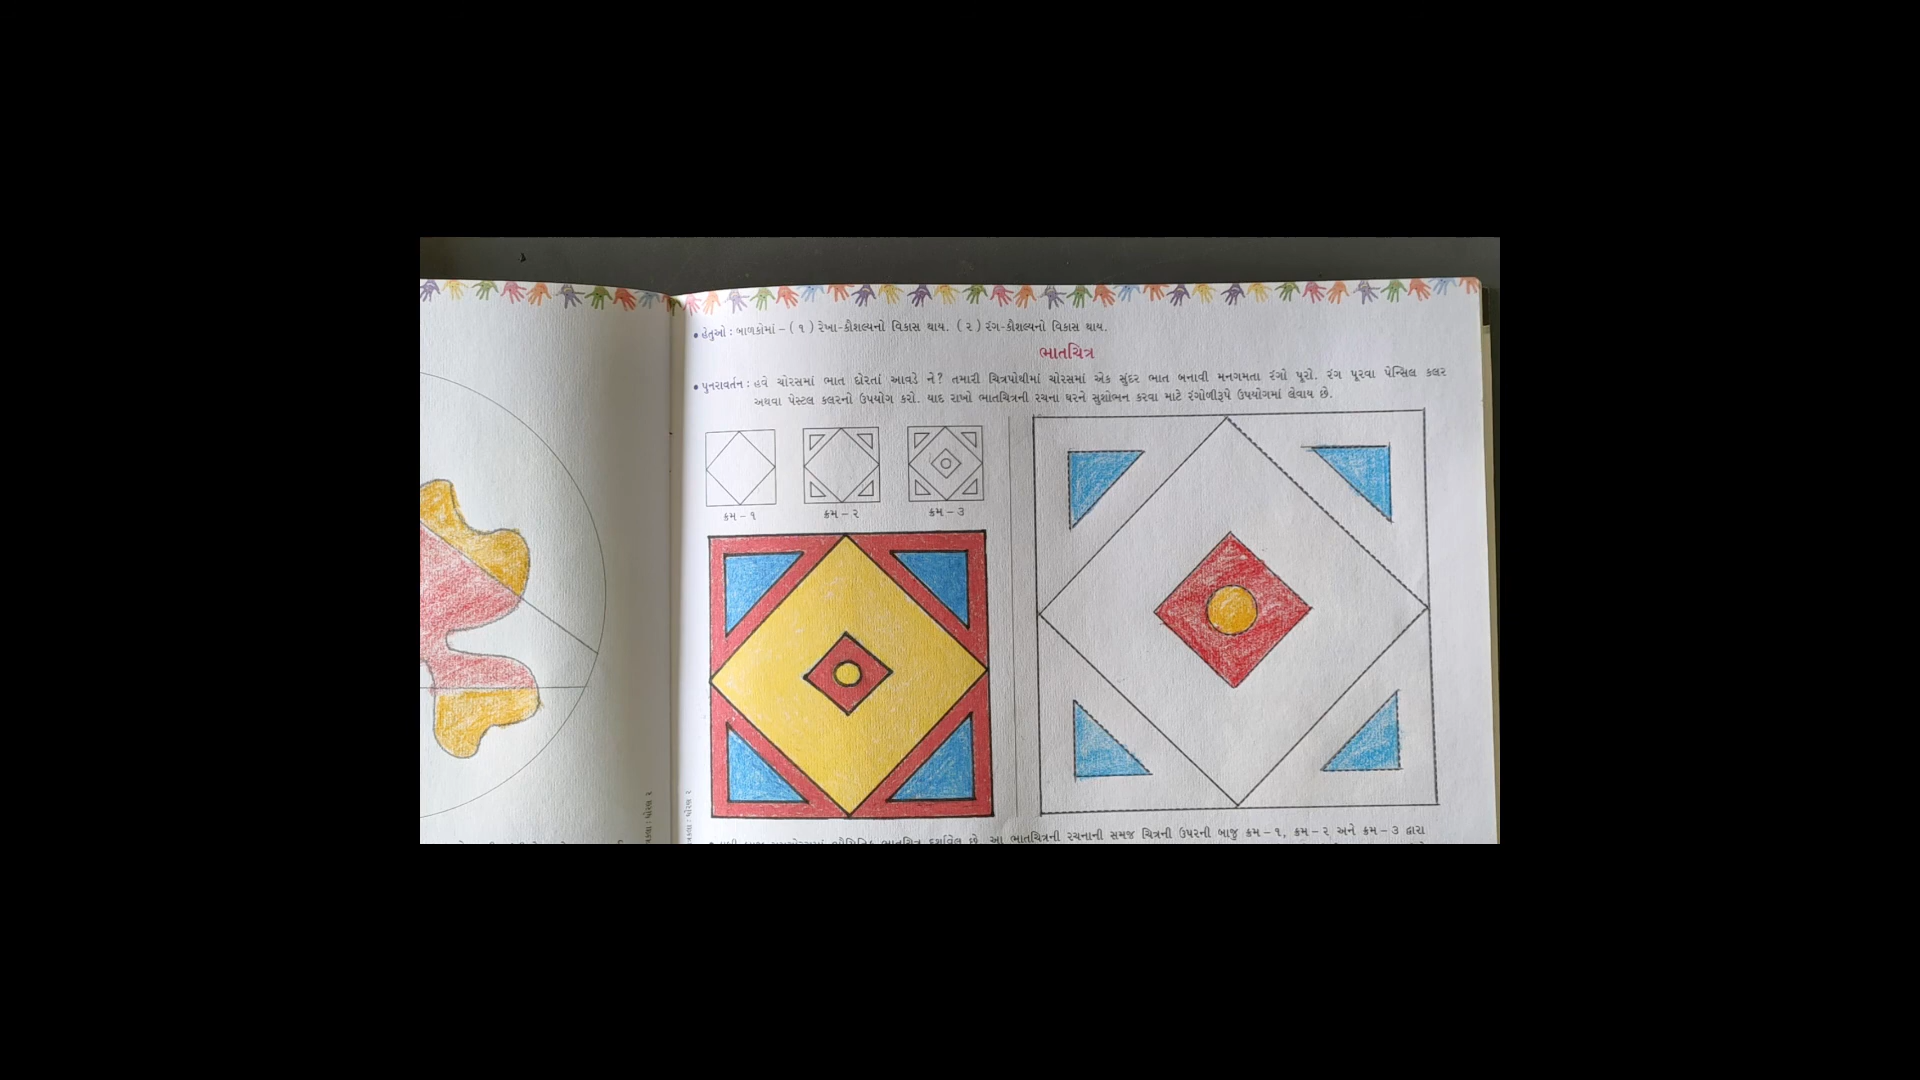 • હેતુઓ : બાળકોમાં – ( ૧ ) રેખા-કૌશલ્યનો વિકાસ થાય. ( ૨ ) રંગ-કૌશલ્યનો વિકાસ થાય.
ભાતચિત્ર
• પુનરાવર્તન : હવે ચોરસમાં ભાત દોરતાં આવડે ને? તમારી ચિત્રપોથીમાં ચોરસમાં એક સુંદર ભાત બનાવી મનગમતા રંગો પૂરો. રંગ પૂરવા પેન્સિલ કલર
અથવા પેસ્ટલ કલરનો ઉપયોગ કરો. યાદ રાખો ભાતચિત્રની રચના ઘરને સુશોભન કરવા માટે રંગોળીરૂપે ઉપયોગમાં લેવાય છે.
ક્રમ – ૧ ક્રમ – ૨ ક્રમ – ૩
ભાતચિત્ર દર્શાવેલ છે. આ ભાતચિત્રની રચનાની સમજ ચિત્રની ઉપરની બાજુ ક્રમ – ૧, ક્રમ – ૨ અને ક્રમ – ૩ દ્વારા